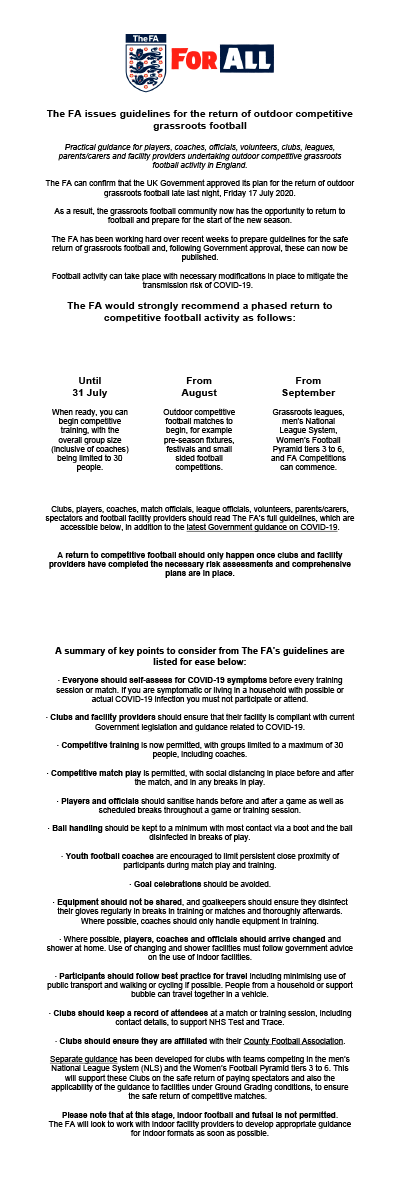 The FA
FOR ALL
The FA issues guidelines for the return of outdoor competitive
grassroots football
Practical guidance for players, coaches, officials, volunteers, clubs, leagues,
parents/carers and facility providers undertaking outdoor competitive grassroots
football activity in England.
The FA can confirm that the UK Government approved its plan for the return of outdoor
grassroots football late last night, Friday 17 July 2020.
As a result, the grassroots football community now has the opportunity to return to
football and prepare for the start of the new season.
The FA has been working hard over recent weeks to prepare guidelines for the safe
return of grassroots football and, following Government approval, these can now be
published.
Football activity can take place with necessary modifications in place to mitigate the
transmission risk of COVID-19.
The FA would strongly recommend a phased return to
competitive football activity as follows:
Until
31 July
When ready, you can
begin competitive
training, with the
overall group size
(inclusive of coaches)
being limited to 30
people.
From
August
Outdoor competitive
football matches to
begin, for example
pre-season fixtures,
festivals and small
sided football
competitions.
From
September
Grassroots leagues,
men's National
League System,
Women's Football
Pyramid tiers 3 to 6,
and FA Competitions
can commence.
Clubs, players, coaches, match officials, league officials, volunteers, parents/carers,
spectators and football facility providers should read The FA's full guidelines, which are
accessible below, in addition to the latest Government guidance on COVID-19.
A return to competitive football should only happen once clubs and facility
providers have completed the necessary risk assessments and comprehensive
plans are in place.
A summary of key points to consider from The FA's guidelines are
listed for ease below:
· Everyone should self-assess for COVID-19 symptoms before every training
session or match. If you are symptomatic or living in a household with possible or
actual COVID-19 infection you must not participate or attend.
· Clubs and facility providers should ensure that their facility is compliant with current
Government legislation and guidance related to COVID-19.
· Competitive training is now permitted, with groups limited to a maximum of 30
people, including coaches.
· Competitive match play is permitted, with social distancing in place before and after
the match, and in any breaks in play.
· Players and officials should sanitise hands before and after a game as well as
scheduled breaks throughout a game or training session.
· Ball handling should be kept to a minimum with most contact via a boot and the ball
disinfected in breaks of play.
· Youth football coaches are encouraged to limit persistent close proximity of
participants during match play and training.
· Goal celebrations should be avoided.
· Equipment should not be shared, and goalkeepers should ensure they disinfect
their gloves regularly in breaks in training or matches and thoroughly afterwards.
Where possible, coaches should only handle equipment in training.
· Where possible, players, coaches and officials should arrive changed and
shower at home. Use of changing and shower facilities must follow government advice
on the use of indoor facilities.
· Participants should follow best practice for travel including minimising use of
public transport and walking or cycling if possible. People from a household or support
bubble can travel together in a vehicle.
· Clubs should keep a record of attendees at a match or training session, including
contact details, to support NHS Test and Trace.
· Clubs should ensure they are affiliated with their County Football Association.
Separate guidance has been developed for clubs with teams competing in the men's
National League System (NLS) and the Women's Football Pyramid tiers 3 to 6. This
will support these Clubs on the safe return of paying spectators and also the
applicability of the guidance to facilities under Ground Grading conditions, to ensure
the safe return of competitive matches.
Please note that at this stage, indoor football and futsal is not permitted.
The FA will look to work with indoor facility providers to develop appropriate guidance
for indoor formats as soon as possible.